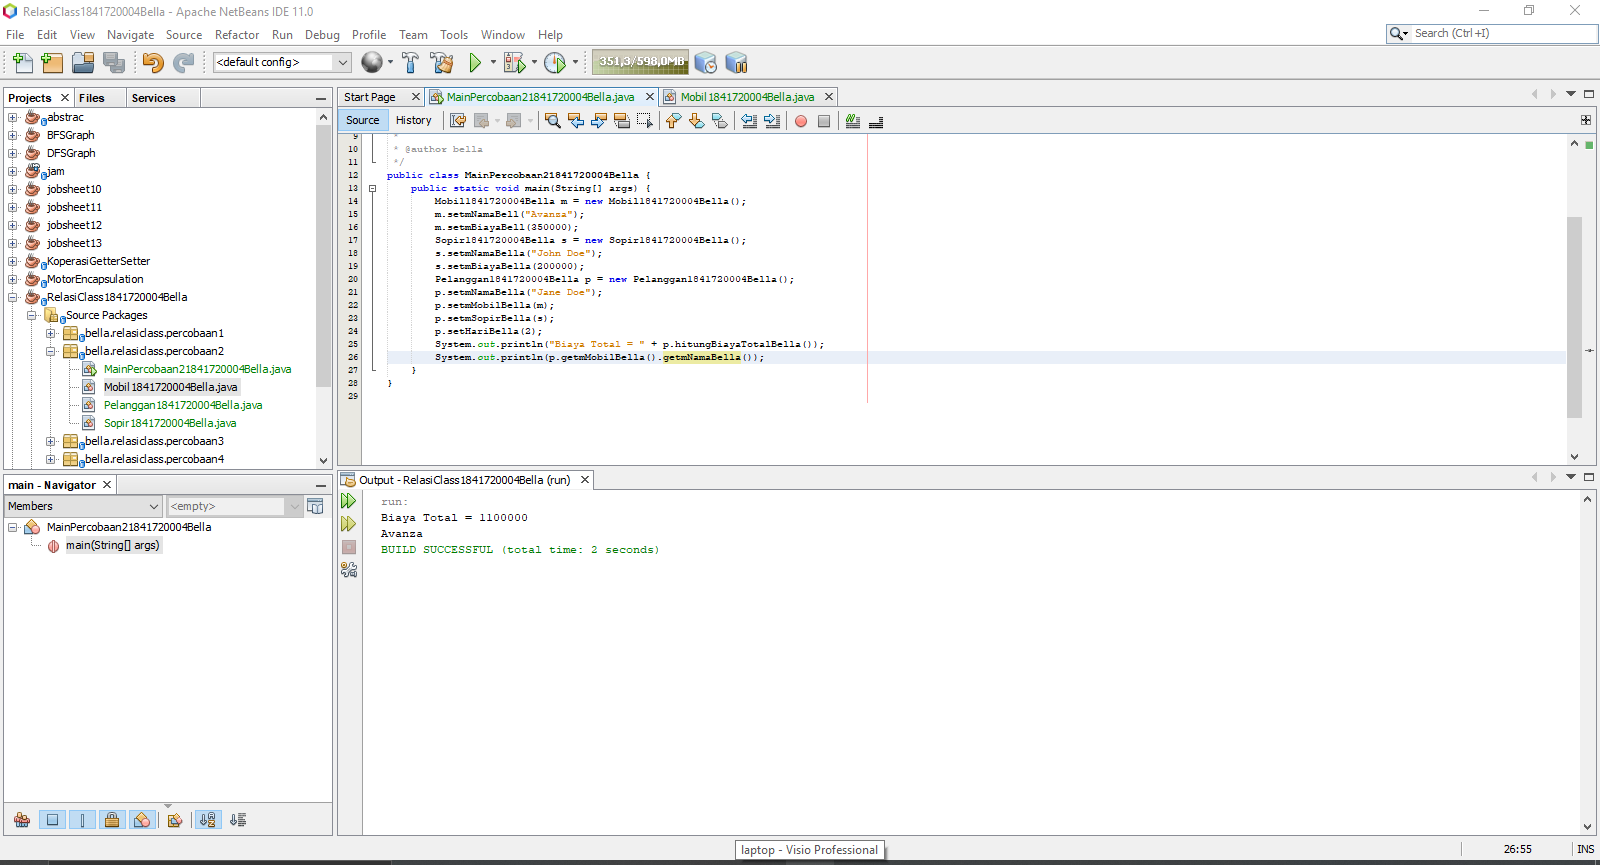 RelasiClass1841720004Bella - Apache NetBeans IDE 11.0
File Edit View Navigate Source Refactor Run Debug Profile Team Tools Window Help
Search (Ctrl+I)
<default config>
351,3/598,0MB
Projects Files Services
abstrac
BFSGraph
DFSGraph
jam
jobsheet10
jobsheet11
jobsheet12
jobsheet13
KoperasiGetterSetter
MotorEncapsulation
RelasiClass1841720004Bella
Source Packages
bella.relasiclass.percobaan1
bella.relasiclass.percobaan2
MainPercobaan21841720004Bella.java
Mobil1841720004Bella.java
Pelanggan1841720004Bella.java
Sopir1841720004Bella.java
bella.relasiclass.percobaan3
bella.relasiclass.percobaan4
Start Page MainPercobaan21841720004Bella.java Mobil1841720004Bella.java
Source History
9 *
10 * @author bella
11 */
12 public class MainPercobaan21841720004Bella {
13 public static void main(String[] args) {
14 Mobil1841720004Bella m = new Mobil1841720004Bella();
15 m.setmNamaBell("Avanza");
16 m.setmBiayaBell(350000);
17 Sopir1841720004Bella s = new Sopir1841720004Bella();
18 s.setmNamaBella("John Doe");
19 s.setmBiayaBella(200000);
20 Pelanggan1841720004Bella p = new Pelanggan1841720004Bella();
21 p.setmNamaBella("Jane Doe");
22 p.setmMobilBella(m);
23 p.setmSopirBella(s);
24 p.setHariBella(2);
25 System.out.println("Biaya Total = " + p.hitungBiayaTotalBella());
26 System.out.println(p.getmMobilBella().getmNamaBella());
27 }
28 }
29
main - Navigator
Members <empty>
MainPercobaan21841720004Bella
main(String[] args)
Output - RelasiClass1841720004Bella (run)
run:
Biaya Total = 1100000
Avanza
BUILD SUCCESSFUL (total time: 2 seconds)
laptop - Visio Professional
26:55 INS